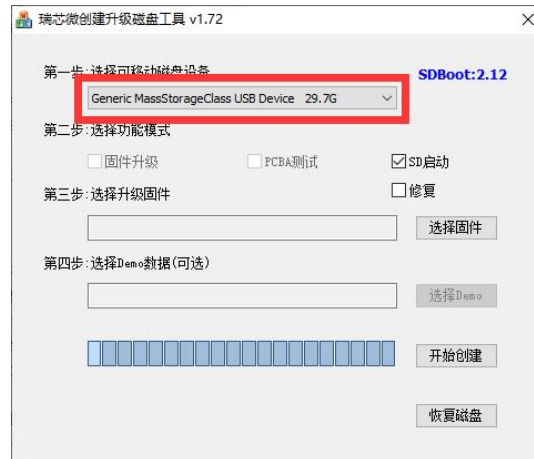 瑞芯微创建升级磁盘工具 v1.72
第一步:选择可移动磁盘设备
SDBoot:2.12
Generic MassStorageClass USB Device 29.7G
第二步:选择功能模式
固件升级 PCBA测试 SD启动
第三步:选择升级固件
修复
选择固件
第四步:选择Demo数据(可选)
选择Demo
开始创建
恢复磁盘